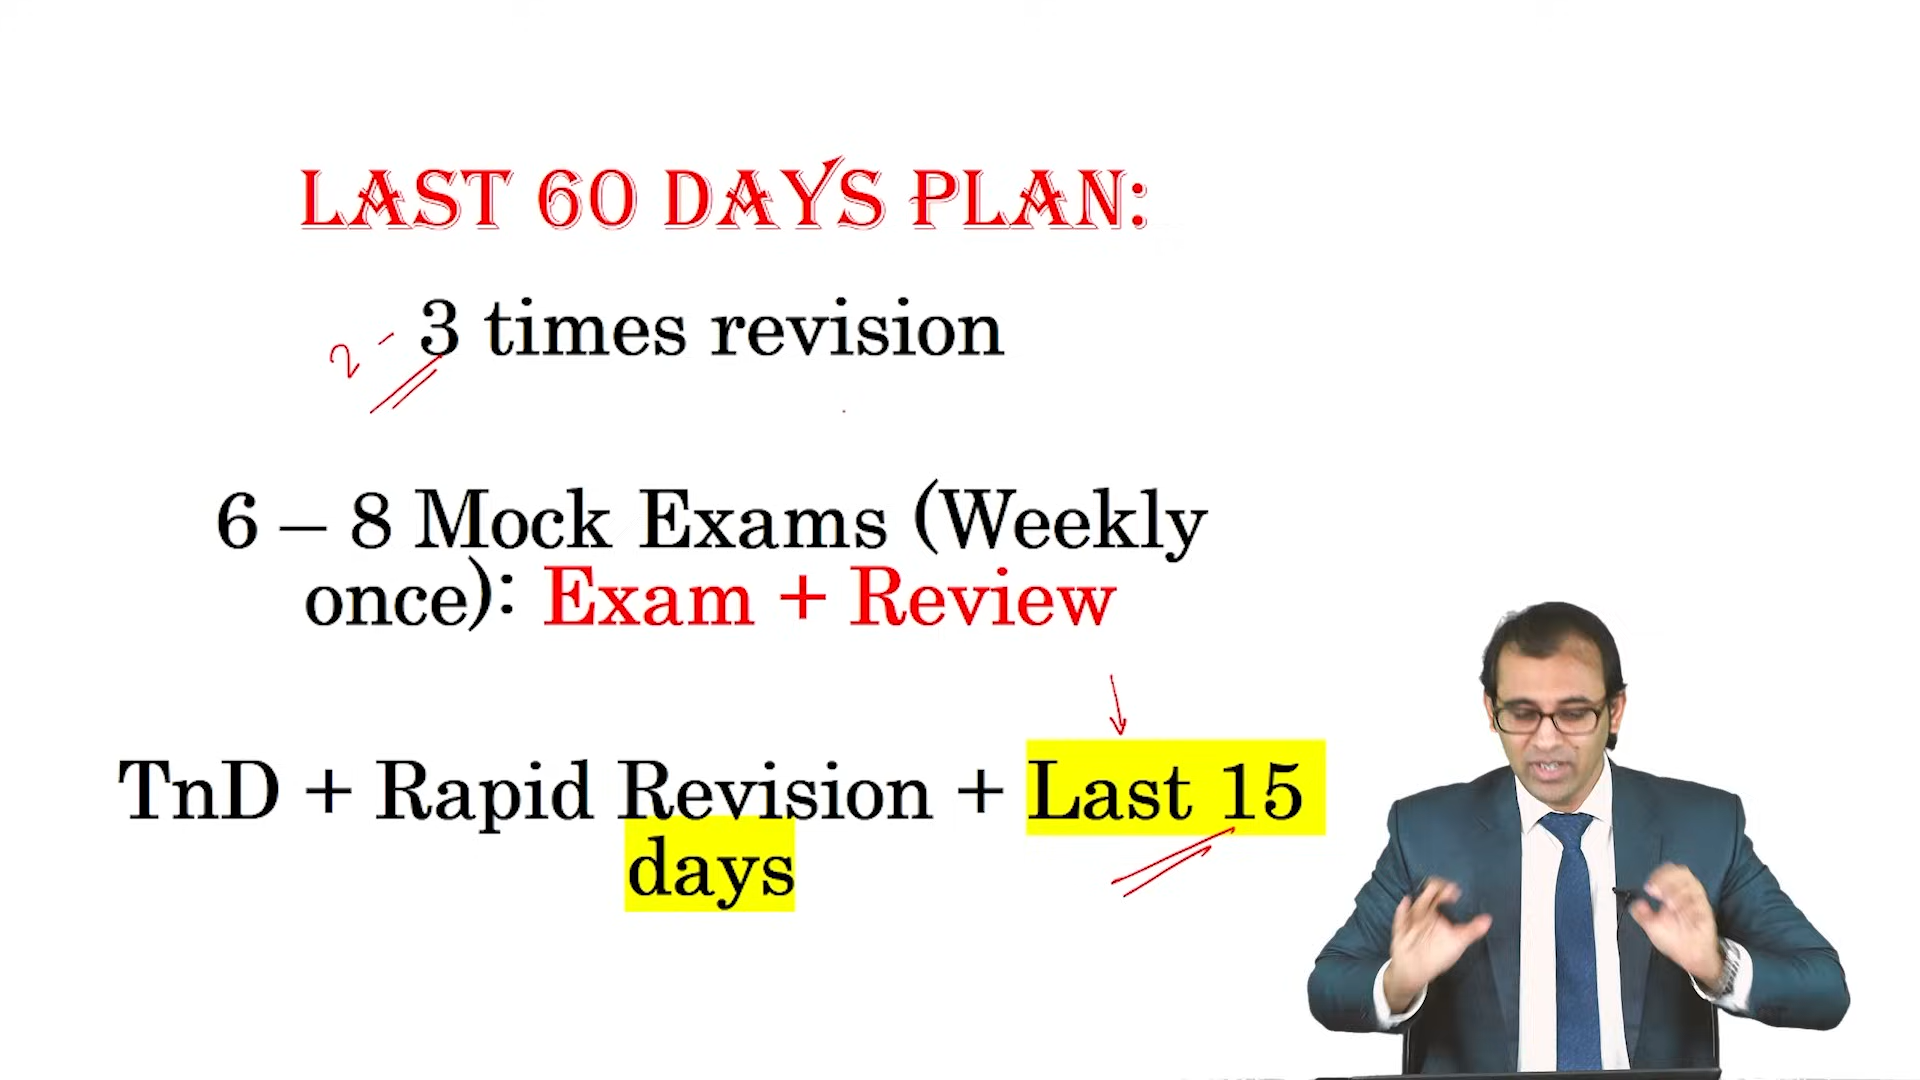 LAST 60 DAYS PLAN:
2 - 3 times revision
6 – 8 Mock Exams (Weekly
once): Exam + Review
TnD + Rapid Revision + Last 15
days